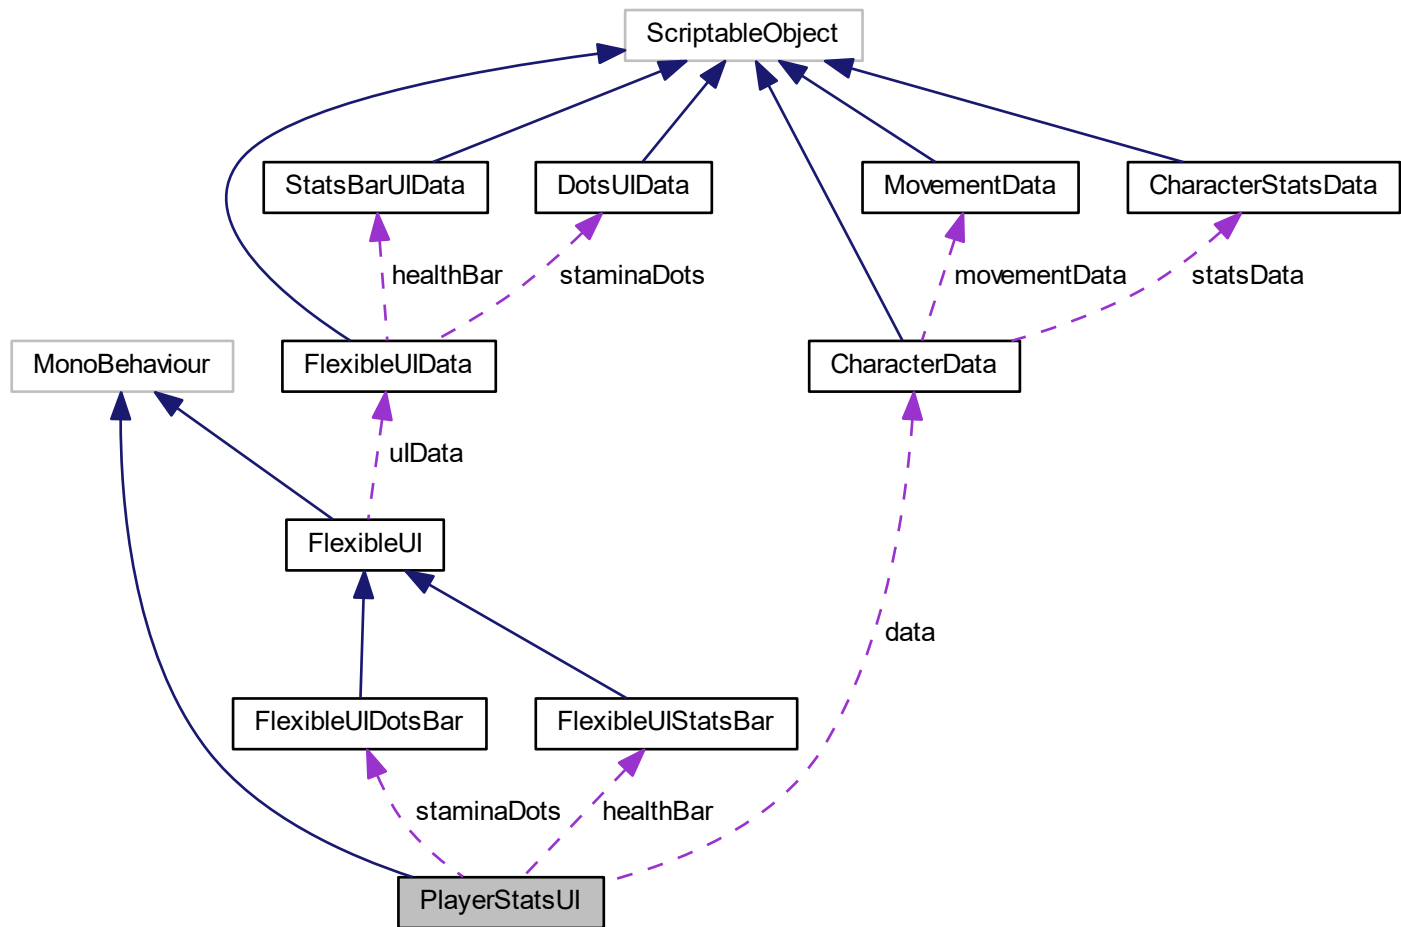 ScriptableObject
StatsBarUIData
DotsUIData
MovementData
CharacterStatsData
healthBar
staminaDots
movementData
statsData
MonoBehaviour
FlexibleUIData
CharacterData
uIData
FlexibleUI
data
FlexibleUIDotsBar
FlexibleUIStatsBar
staminaDots
healthBar
PlayerStatsUI